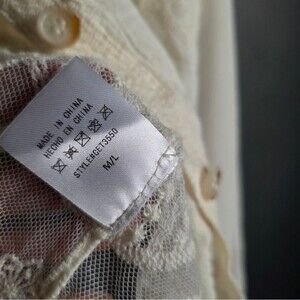 MADE IN CHINA
HECHO EN CHINA
STYLE#GET3550
M/L